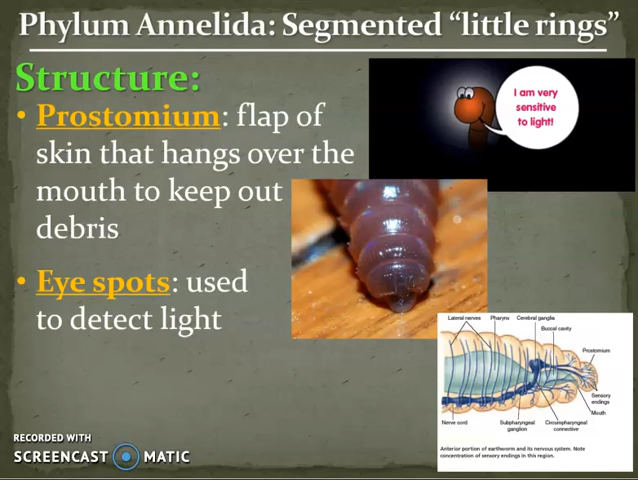 Phylum Annelida: Segmented “little rings”
Structure:
• Prostomium: flap of
skin that hangs over the
mouth to keep out
debris
• Eye spots: used
to detect light
I am very
sensitive
to light!
Lateral nerves
Pharynx
Cerebral ganglia
Buccal cavity
Prostomium
Sensory
endings
Mouth
Circumpharyngeal
connective
Subpharyngeal
ganglion
Nerve cord
Anterior portion of earthworm and its nervous system. Note
concentration of sensory endings in this region.
RECORDED WITH
SCREENCAST MATIC